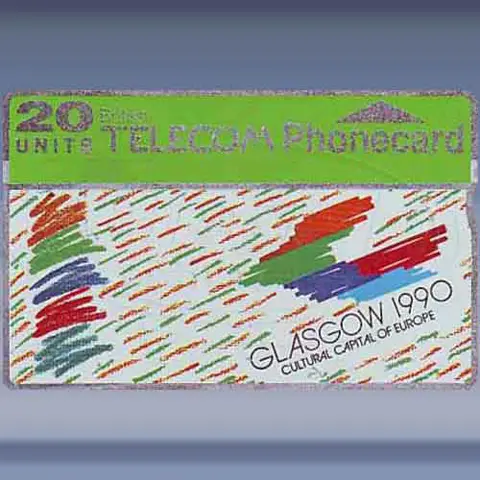 20 British
UNITS TELECOM Phonecard
GLASGOW 1990
CULTURAL CAPITAL OF EUROPE